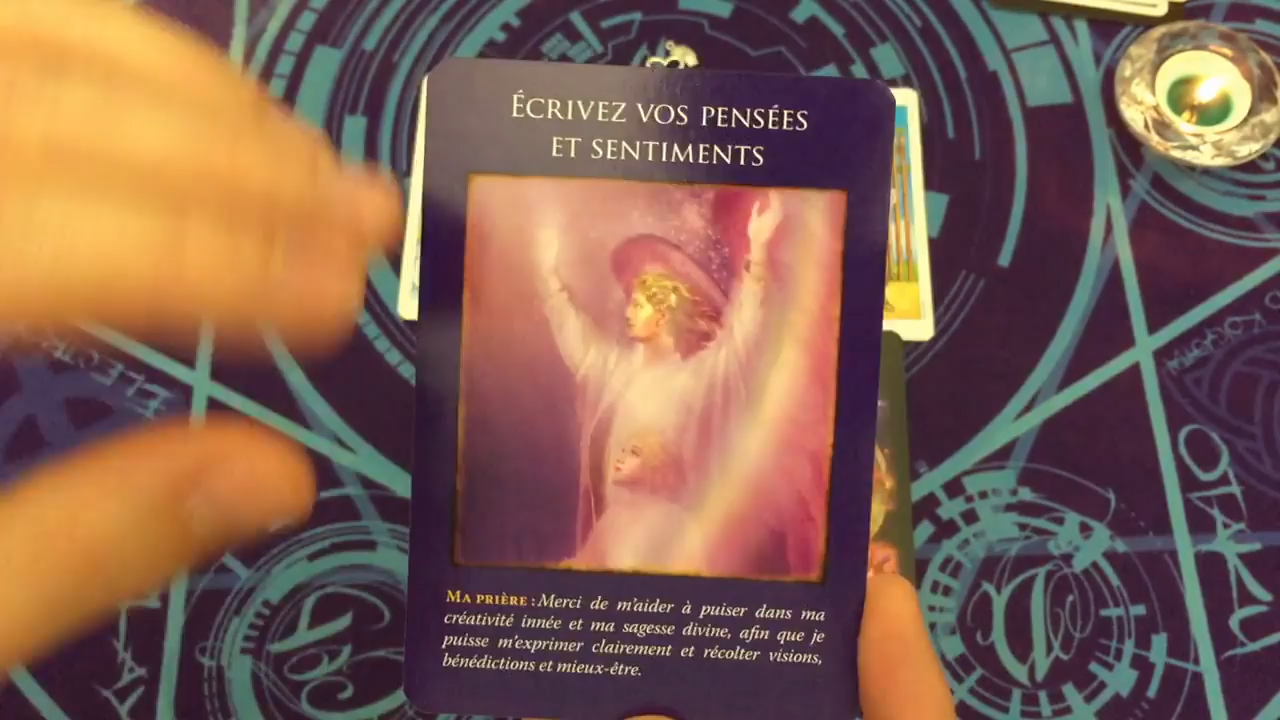 ÉCRIVEZ VOS PENSÉES
ET SENTIMENTS
MA PRIÈRE : Merci de m'aider à puiser dans ma
créativité innée et ma sagesse divine, afin que je
puisse m'exprimer clairement et récolter visions,
bénédictions et mieux-être.
OTAKU